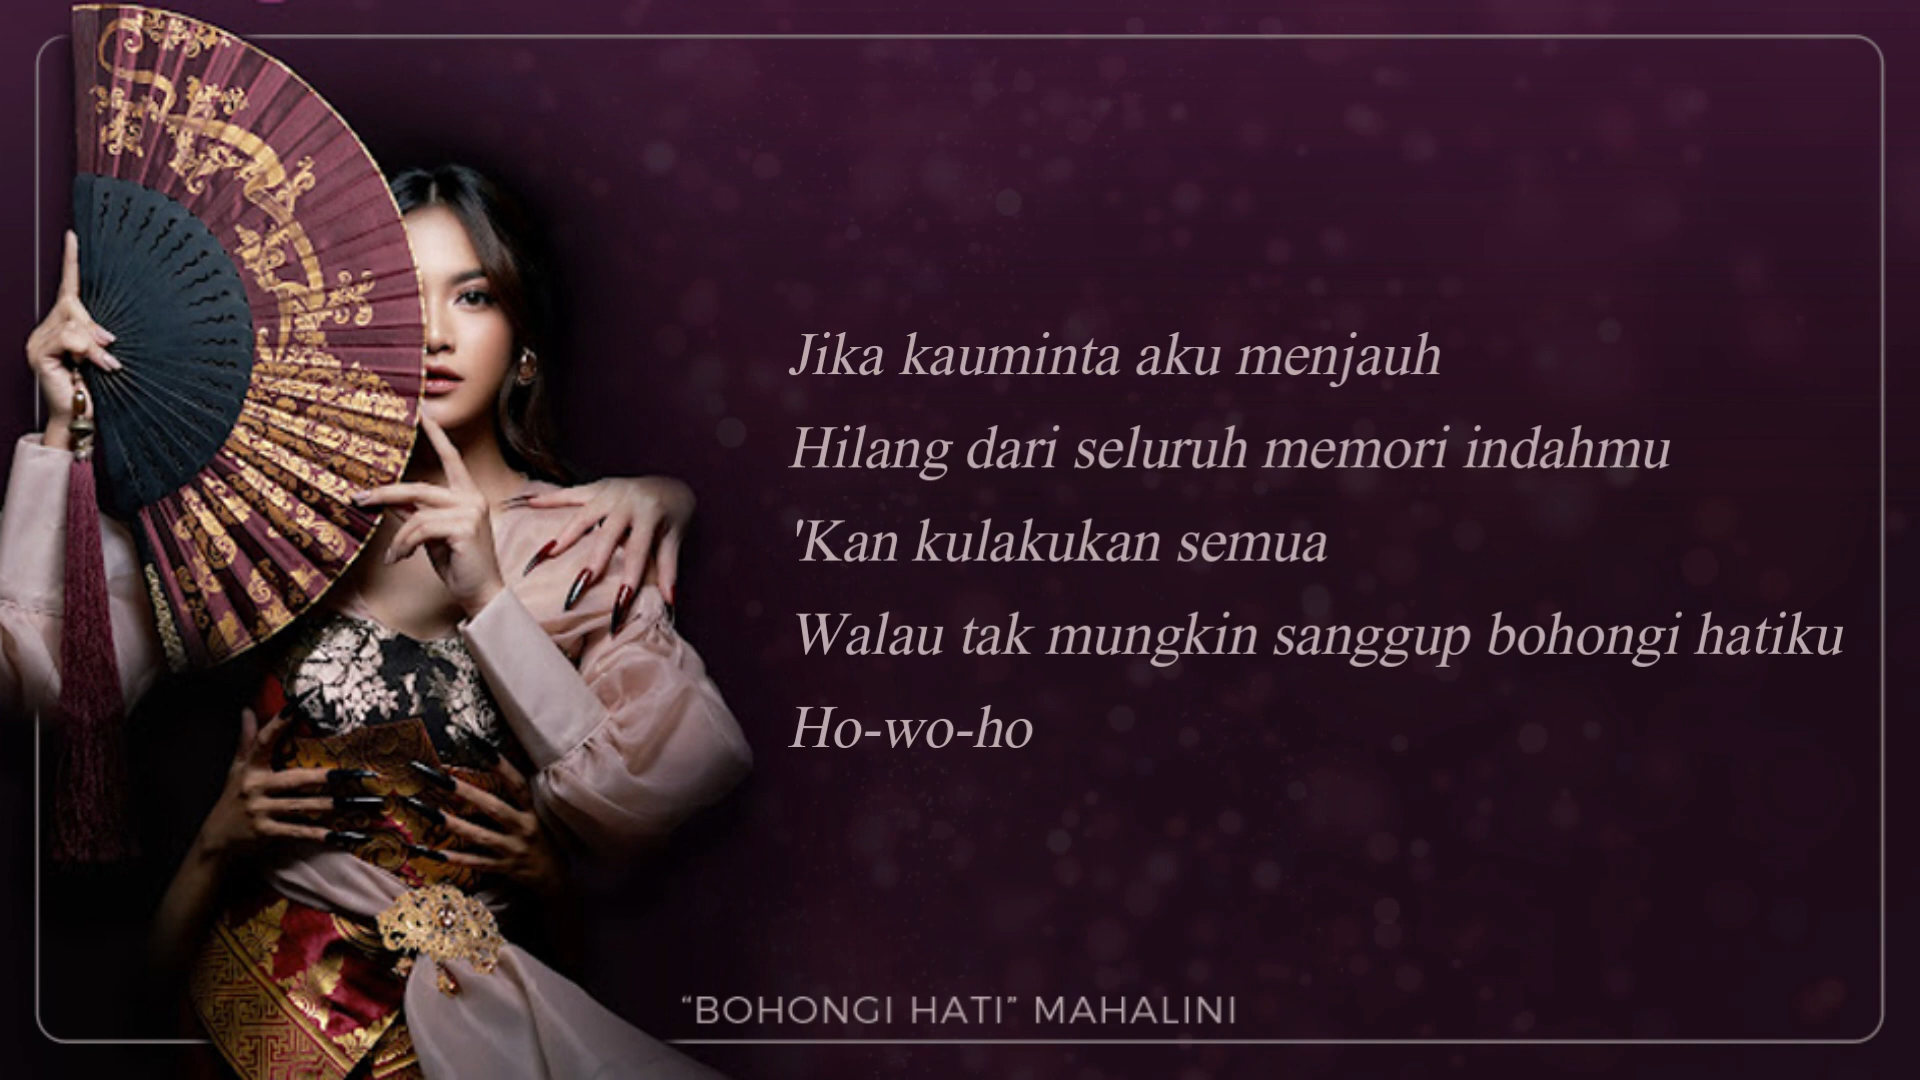 Jika kauminta aku menjauh
Hilang dari seluruh memori indahmu
'Kan kulakukan semua
Walau tak mungkin sanggup bohongi hatiku
Ho-wo-ho
“BOHONGI HATI” MAHALINI